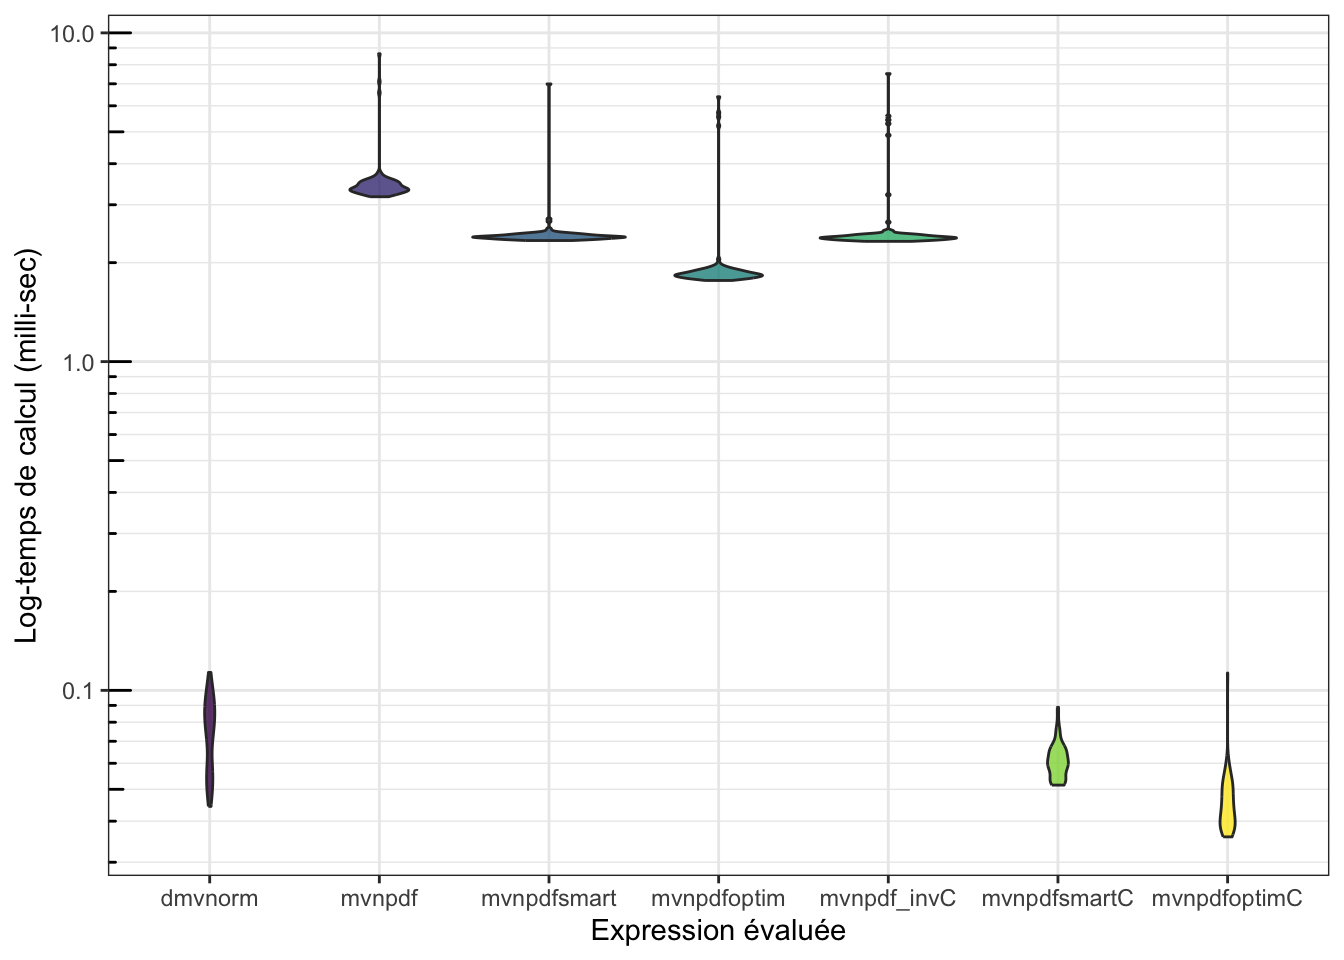 10.0
1.0
0.1
Log-temps de calcul (milli-sec)
dmvnorm mvnpdf mvnpdfsmart mvnpdfoptim mvnpdf_invC mvnpdfsmartC mvnpdfoptimC
Expression évaluée